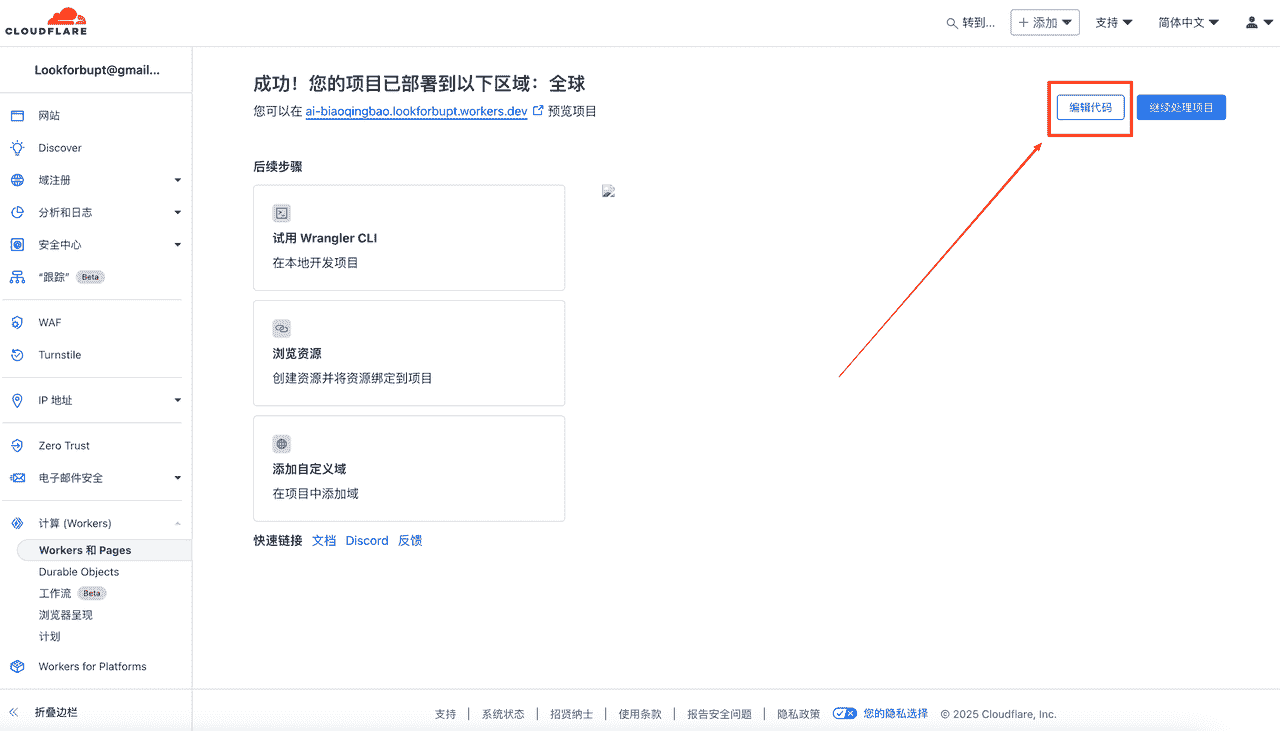 CLOUDFLARE
转到...
添加
支持
简体中文
Lookforbupt@gmail...
网站
Discover
域注册
分析和日志
安全中心
“跟踪” Beta
WAF
Turnstile
IP 地址
Zero Trust
电子邮件安全
计算 (Workers)
Workers 和 Pages
Durable Objects
工作流 Beta
浏览器呈现
计划
Workers for Platforms
折叠边栏
成功！您的项目已部署到以下区域：全球
您可以在 ai-biaoqingbao.lookforbupt.workers.dev 预览项目
编辑代码
继续处理项目
后续步骤
试用 Wrangler CLI
在本地开发项目
浏览资源
创建资源并将资源绑定到项目
添加自定义域
在项目中添加域
快速链接 文档 Discord 反馈
支持 | 系统状态 | 招贤纳士 | 使用条款 | 报告安全问题 | 隐私政策 您的隐私选择 © 2025 Cloudflare, Inc.